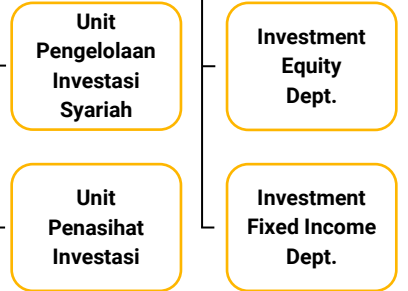 Unit
Pengelolaan
Investasi
Syariah
Investment
Equity
Dept.
Unit
Penasihat
Investasi
Investment
Fixed Income
Dept.